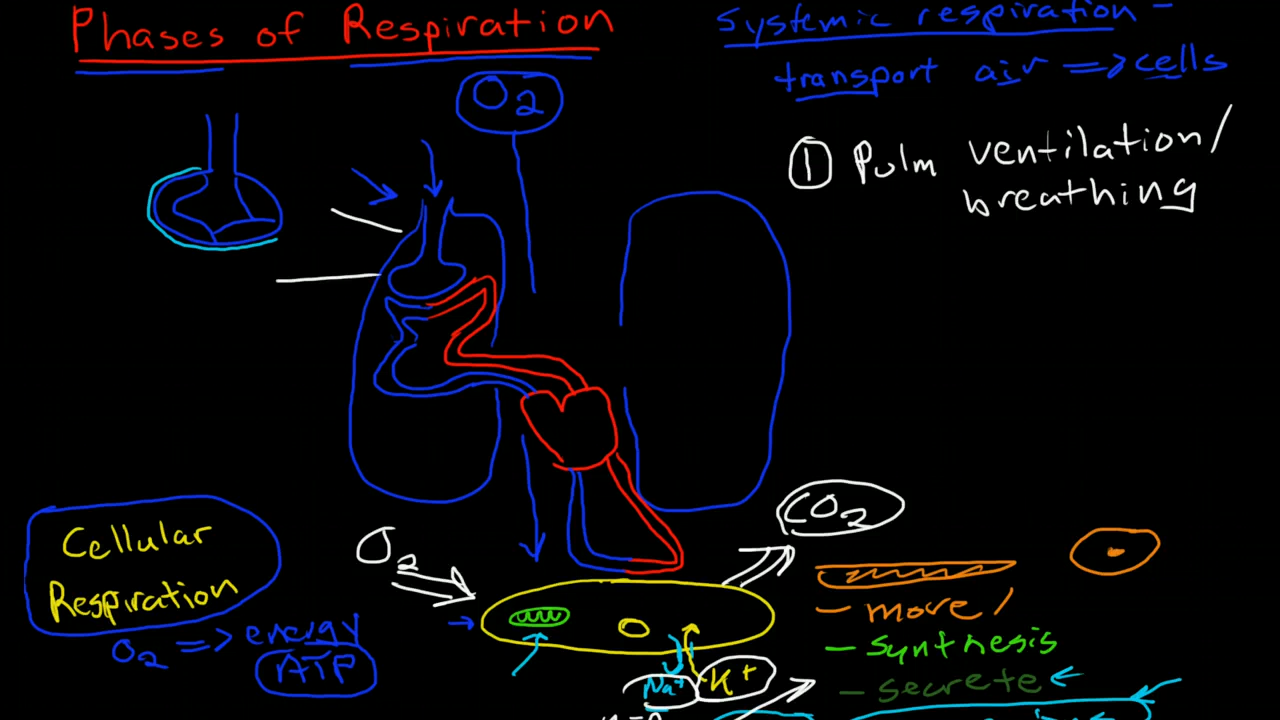 Phases of Respiration
Systemic respiration -
transport air => cells
O2
① Pulm ventilation/
breathing
CO2
O2
Cellular
Respiration
O2 => energy
ATP
- move /
- synthesis
- secrete
Na+
K+